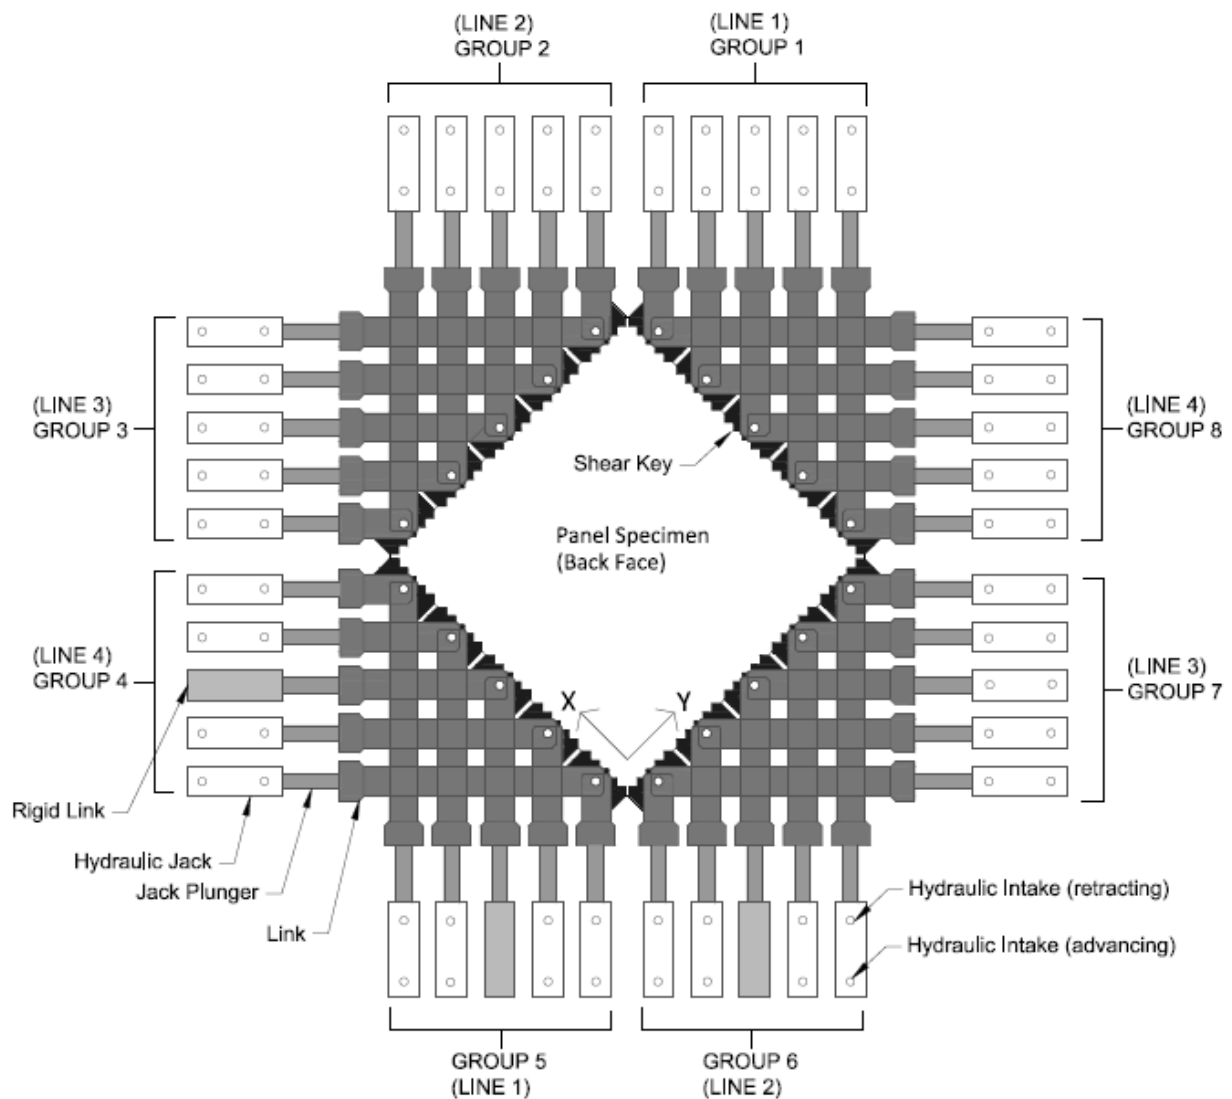 (LINE 2)
GROUP 2
(LINE 1)
GROUP 1
(LINE 3)
GROUP 3
(LINE 4)
GROUP 8
Shear Key
Panel Specimen
(Back Face)
(LINE 4)
GROUP 4
(LINE 3)
GROUP 7
X
Y
Rigid Link
Hydraulic Jack
Jack Plunger
Link
Hydraulic Intake (retracting)
Hydraulic Intake (advancing)
GROUP 5
(LINE 1)
GROUP 6
(LINE 2)